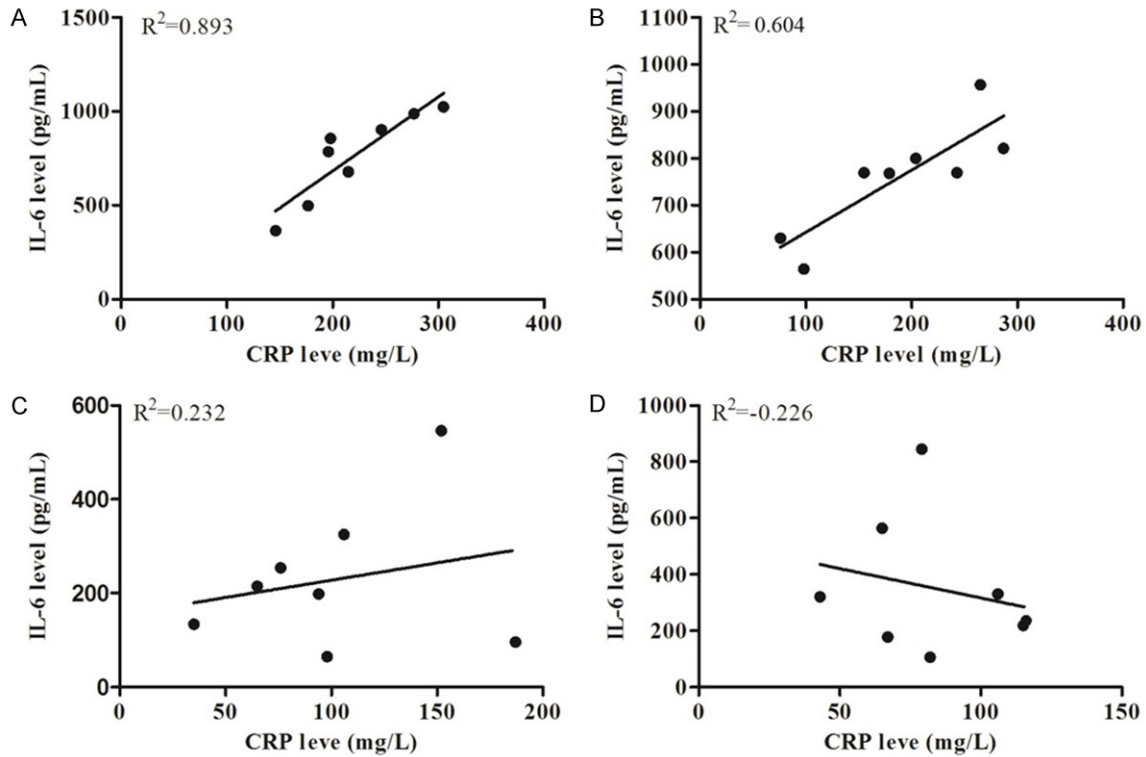 A
R²=0.893
1500
1000
500
0
IL-6 level (pg/mL)
0 100 200 300 400
CRP leve (mg/L)
B
R²= 0.604
1100
1000
900
800
700
600
500
IL-6 level (pg/mL)
0 100 200 300 400
CRP level (mg/L)
C
R²=0.232
600
400
200
0
IL-6 level (pg/mL)
0 50 100 150 200
CRP leve (mg/L)
D
R²=-0.226
1000
800
600
400
200
0
IL-6 level (pg/mL)
0 50 100 150
CRP leve (mg/L)